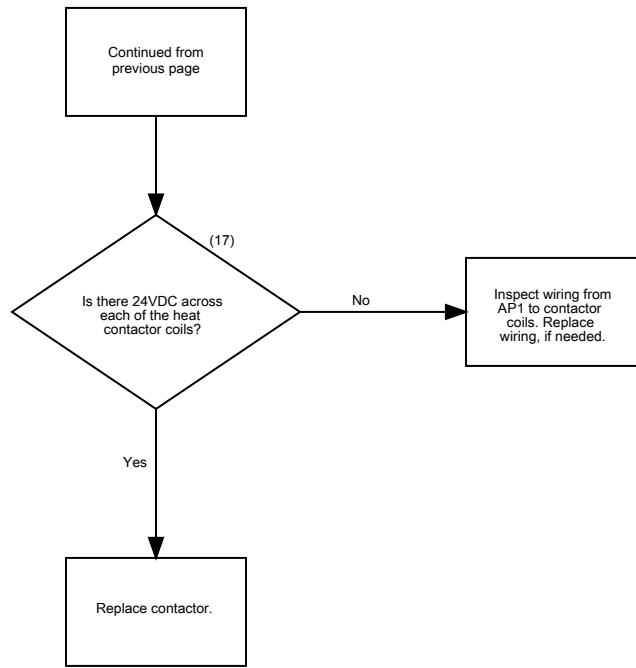 Continued from
previous page
(17)
Is there 24VDC across
each of the heat
contactor coils?
No
Inspect wiring from
AP1 to contactor
coils. Replace
wiring, if needed.
Yes
Replace contactor.